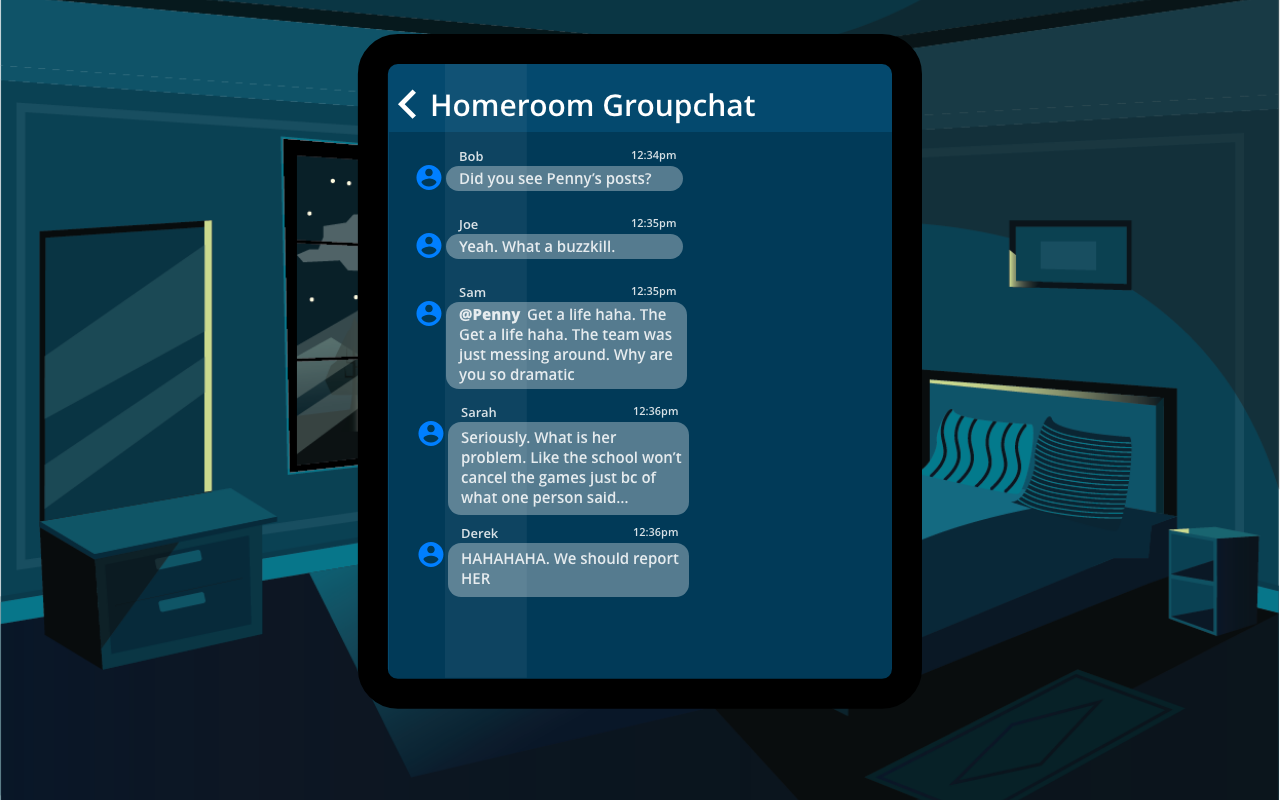 Homeroom Groupchat
Bob 12:34pm
Did you see Penny’s posts?
Joe 12:35pm
Yeah. What a buzzkill.
Sam 12:35pm
@Penny Get a life haha. The
Get a life haha. The team was
just messing around. Why are
you so dramatic
Sarah 12:36pm
Seriously. What is her
problem. Like the school won’t
cancel the games just bc of
what one person said...
Derek 12:36pm
HAHAHAHA. We should report
HER